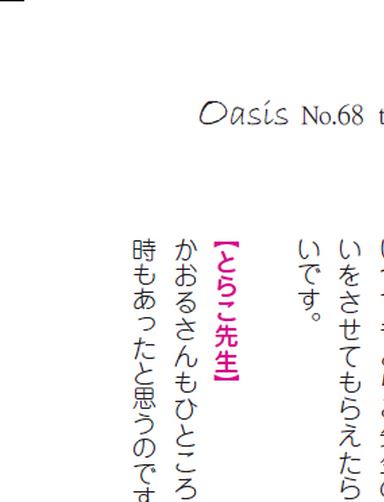 Oasis No.68 t
いをさせてもらえたら
いです。
【とらこ先生】
かおるさんもひところ
時もあったと思うのです